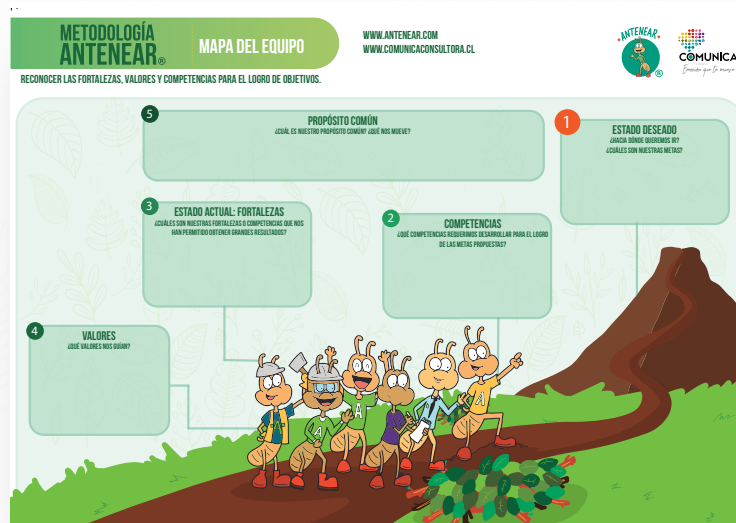 METODOLOGÍA
ANTENEAR®
MAPA DEL EQUIPO
WWW.ANTENEAR.COM
WWW.COMUNICACONSULTORA.CL
ANTENEAR
®
COMUNICA
Emoción que te mueve
RECONOCER LAS FORTALEZAS, VALORES Y COMPETENCIAS PARA EL LOGRO DE OBJETIVOS.
5
PROPÓSITO COMÚN
¿CUÁL ES NUESTRO PROPÓSITO COMÚN? ¿QUÉ NOS MUEVE?
1
ESTADO DESEADO
¿HACIA DÓNDE QUEREMOS IR?
¿CUÁLES SON NUESTRAS METAS?
3
ESTADO ACTUAL: FORTALEZAS
¿CUÁLES SON NUESTRAS FORTALEZAS O COMPETENCIAS QUE NOS
HAN PERMITIDO OBTENER GRANDES RESULTADOS?
2
COMPETENCIAS
¿QUÉ COMPETENCIAS REQUERIMOS DESARROLLAR PARA EL LOGRO
DE LAS METAS PROPUESTAS?
4
VALORES
¿QUÉ VALORES NOS GUÍAN?
A
A
A
A